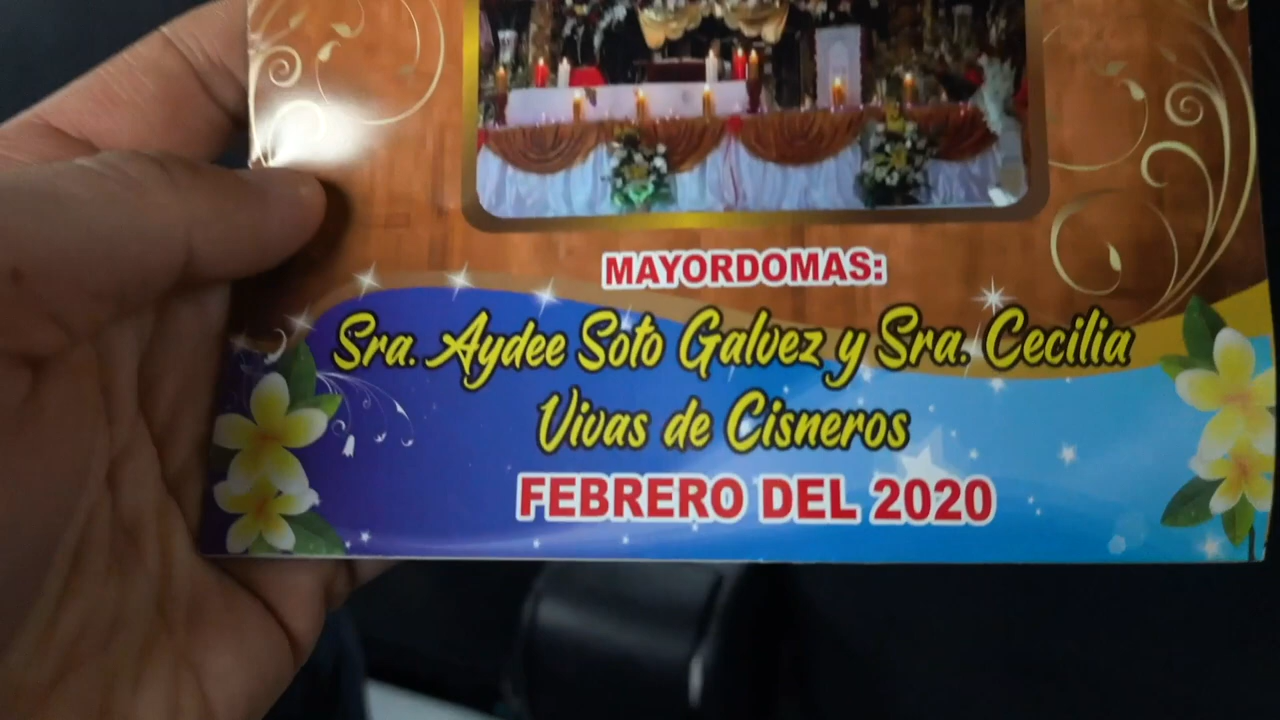 MAYORDOMAS:
Sra. Aydee Soto Galvez y Sra. Cecilia
Vivas de Cisneros
FEBRERO DEL 2020